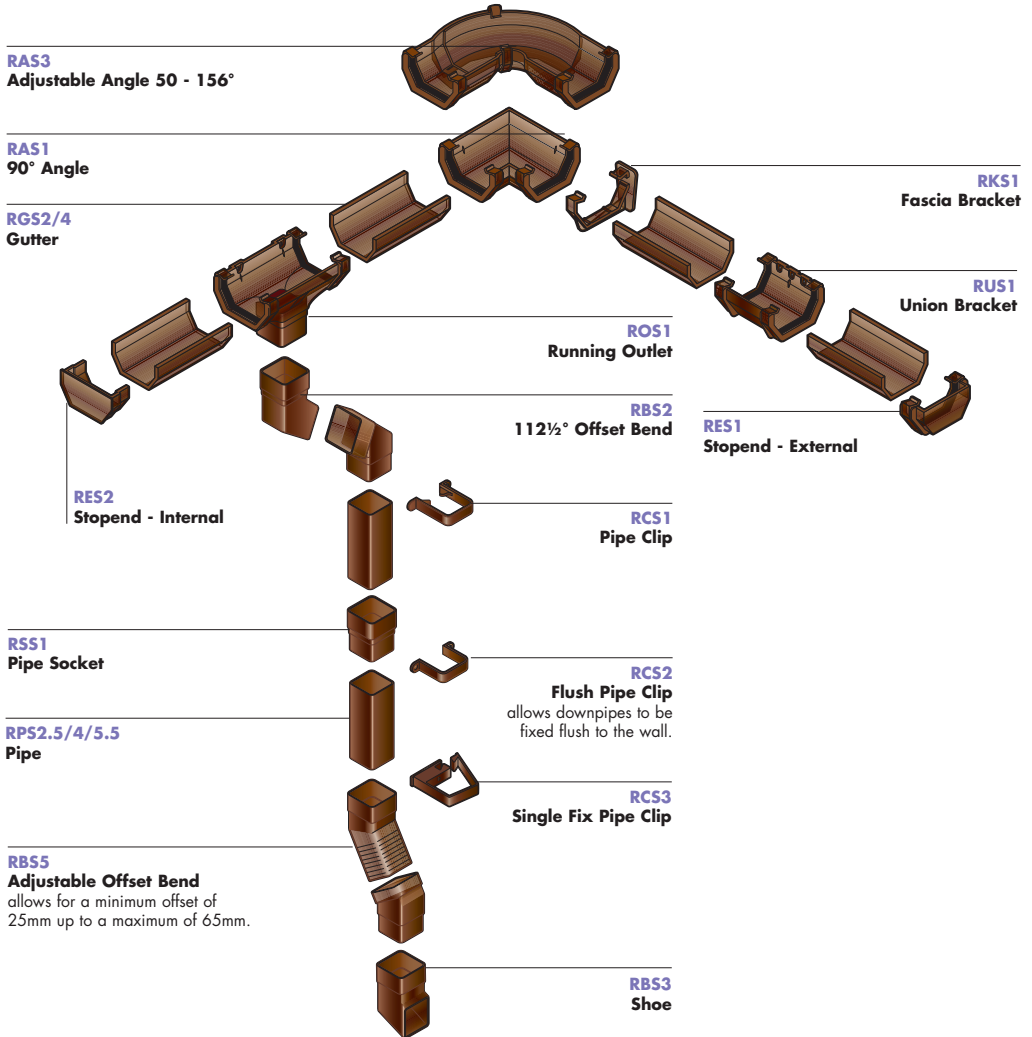 RAS3
Adjustable Angle 50 - 156°
RAS1
90° Angle
RGS2/4
Gutter
RKS1
Fascia Bracket
RUS1
Union Bracket
ROS1
Running Outlet
RBS2
112½° Offset Bend
RES1
Stopend - External
RES2
Stopend - Internal
RCS1
Pipe Clip
RSS1
Pipe Socket
RCS2
Flush Pipe Clip
allows downpipes to be
fixed flush to the wall.
RPS2.5/4/5.5
Pipe
RCS3
Single Fix Pipe Clip
RBS5
Adjustable Offset Bend
allows for a minimum offset of
25mm up to a maximum of 65mm.
RBS3
Shoe